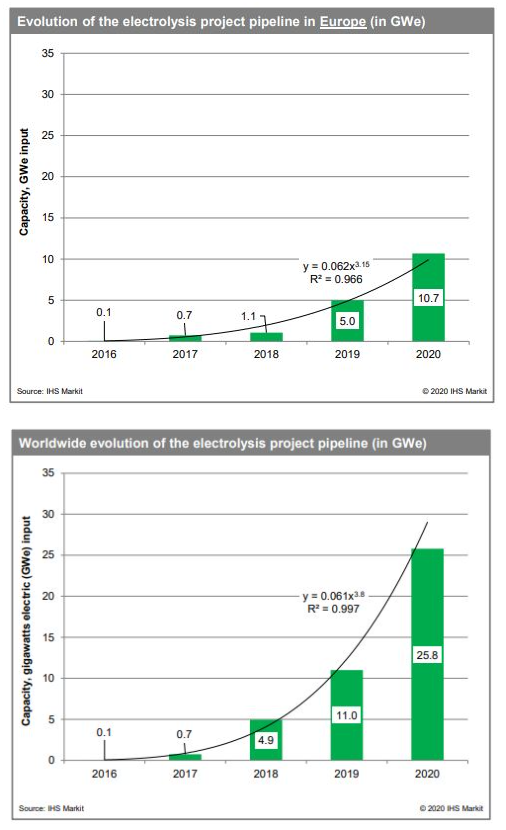 Evolution of the electrolysis project pipeline in Europe (in GWe)
Capacity, GWe input
35
30
25
20
15
10
5
0
0.1
0.7
1.1
5.0
10.7
y = 0.062x^3.15
R² = 0.966
2016 2017 2018 2019 2020
Source: IHS Markit © 2020 IHS Markit
Worldwide evolution of the electrolysis project pipeline (in GWe)
Capacity, gigawatts electric (GWe) input
35
30
25
20
15
10
5
0
0.1
0.7
4.9
11.0
25.8
y = 0.061x^3.8
R² = 0.997
2016 2017 2018 2019 2020
Source: IHS Markit © 2020 IHS Markit